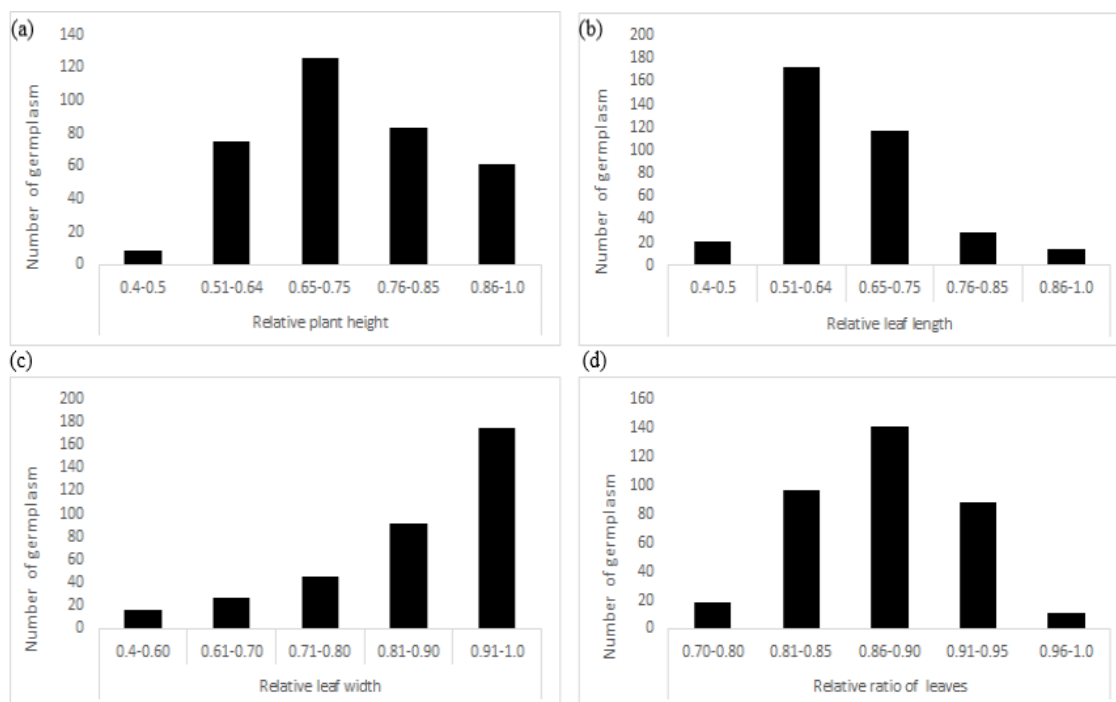 (a)
140
120
100
80
60
40
20
0
Number of germplasm
0.4-0.5 0.51-0.64 0.65-0.75 0.76-0.85 0.86-1.0
Relative plant height
(b)
200
180
160
140
120
100
80
60
40
20
0
Number of germplasm
0.4-0.5 0.51-0.64 0.65-0.75 0.76-0.85 0.86-1.0
Relative leaf length
(c)
200
180
160
140
120
100
80
60
40
20
0
Number of germplasm
0.4-0.60 0.61-0.70 0.71-0.80 0.81-0.90 0.91-1.0
Relative leaf width
(d)
160
140
120
100
80
60
40
20
0
Number of germplasm
0.70-0.80 0.81-0.85 0.86-0.90 0.91-0.95 0.96-1.0
Relative ratio of leaves